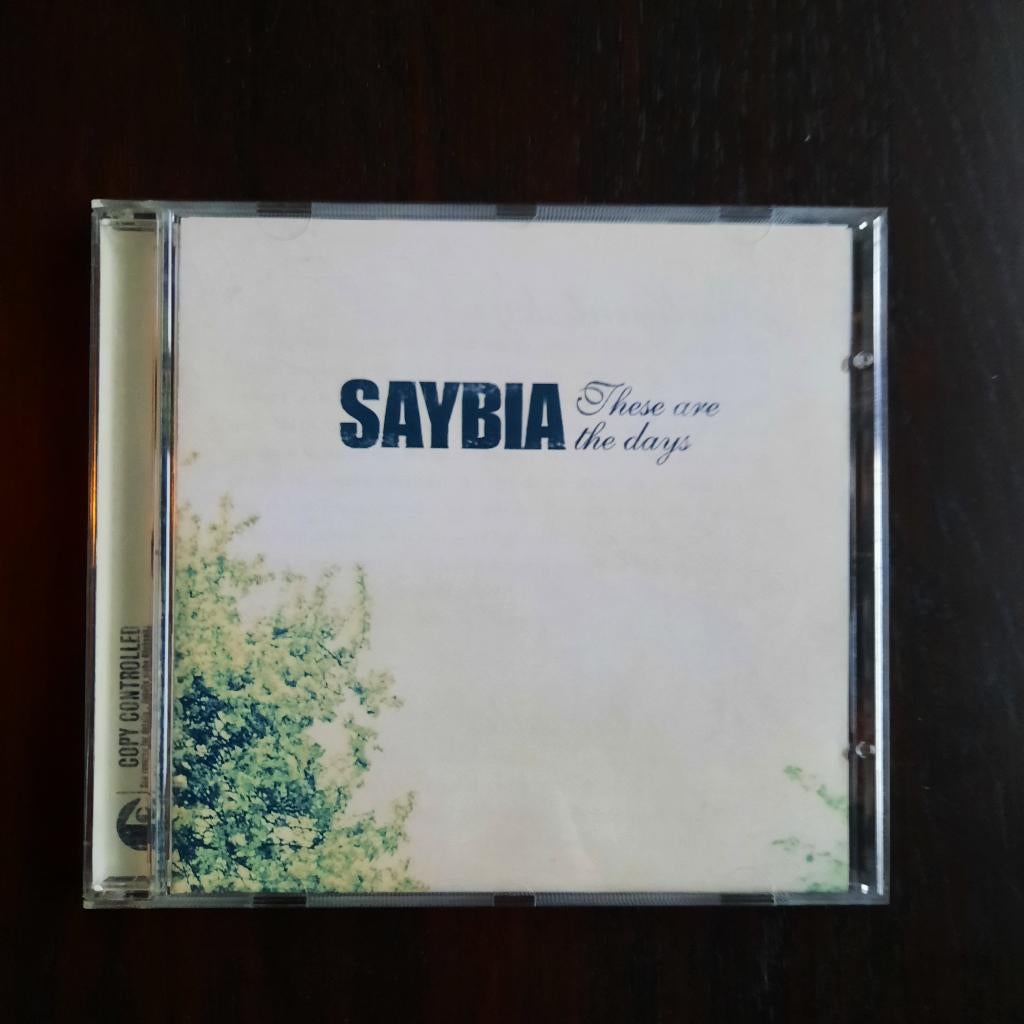 SAYBIA These are
the days
COPY CONTROLLED